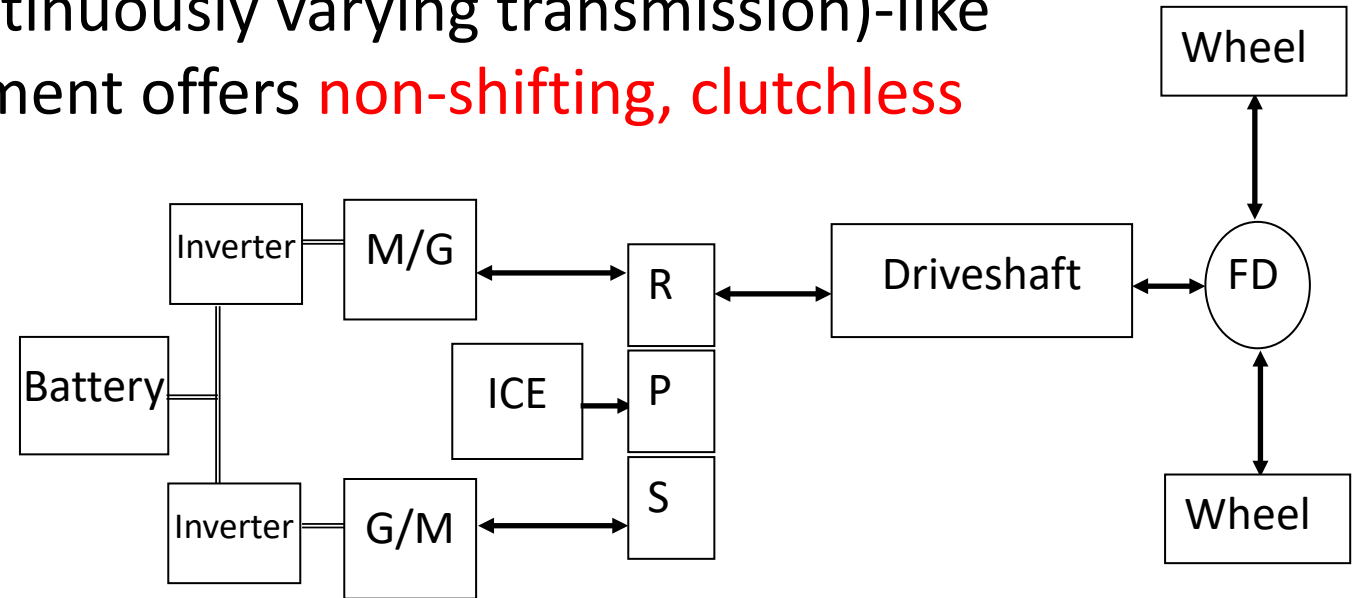 tinuously varying transmission)-like
ment offers non-shifting, clutchless
Wheel
Inverter
M/G
R
Driveshaft
FD
Battery
ICE
P
Inverter
G/M
S
Wheel